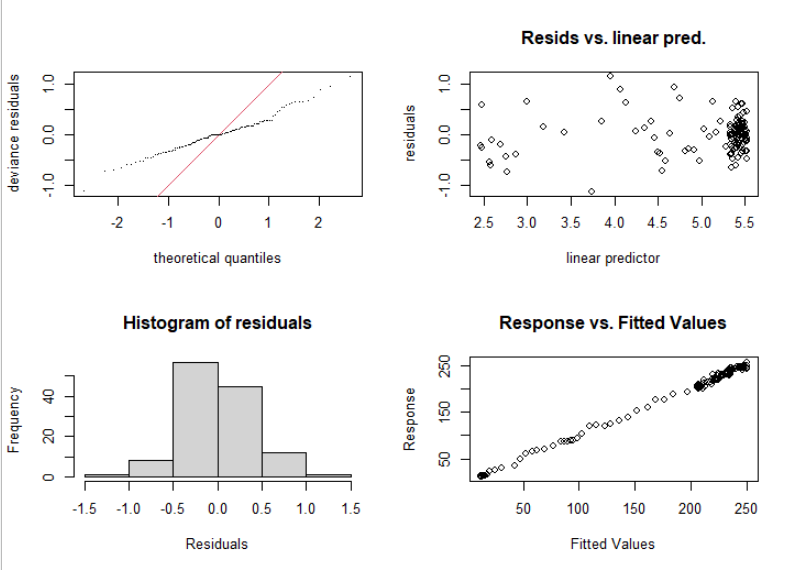 deviance residuals
1.0
0.0
-1.0
-2 -1 0 1 2
theoretical quantiles
Resids vs. linear pred.
residuals
1.0
0.0
-1.0
2.5 3.0 3.5 4.0 4.5 5.0 5.5
linear predictor
Histogram of residuals
Frequency
40
20
0
-1.5 -1.0 -0.5 0.0 0.5 1.0 1.5
Residuals
Response vs. Fitted Values
Response
250
150
50
50 100 150 200 250
Fitted Values